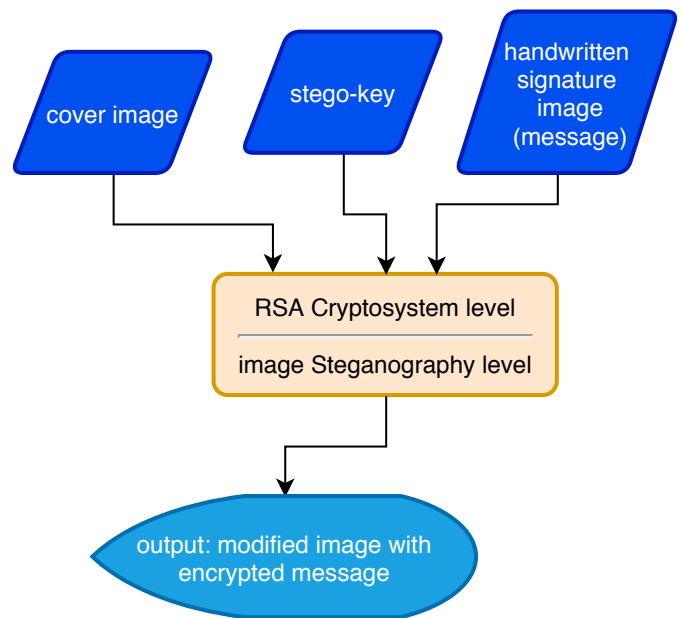 cover image
stego-key
handwritten
signature
image
(message)
RSA Cryptosystem level
image Steganography level
output: modified image with
encrypted message